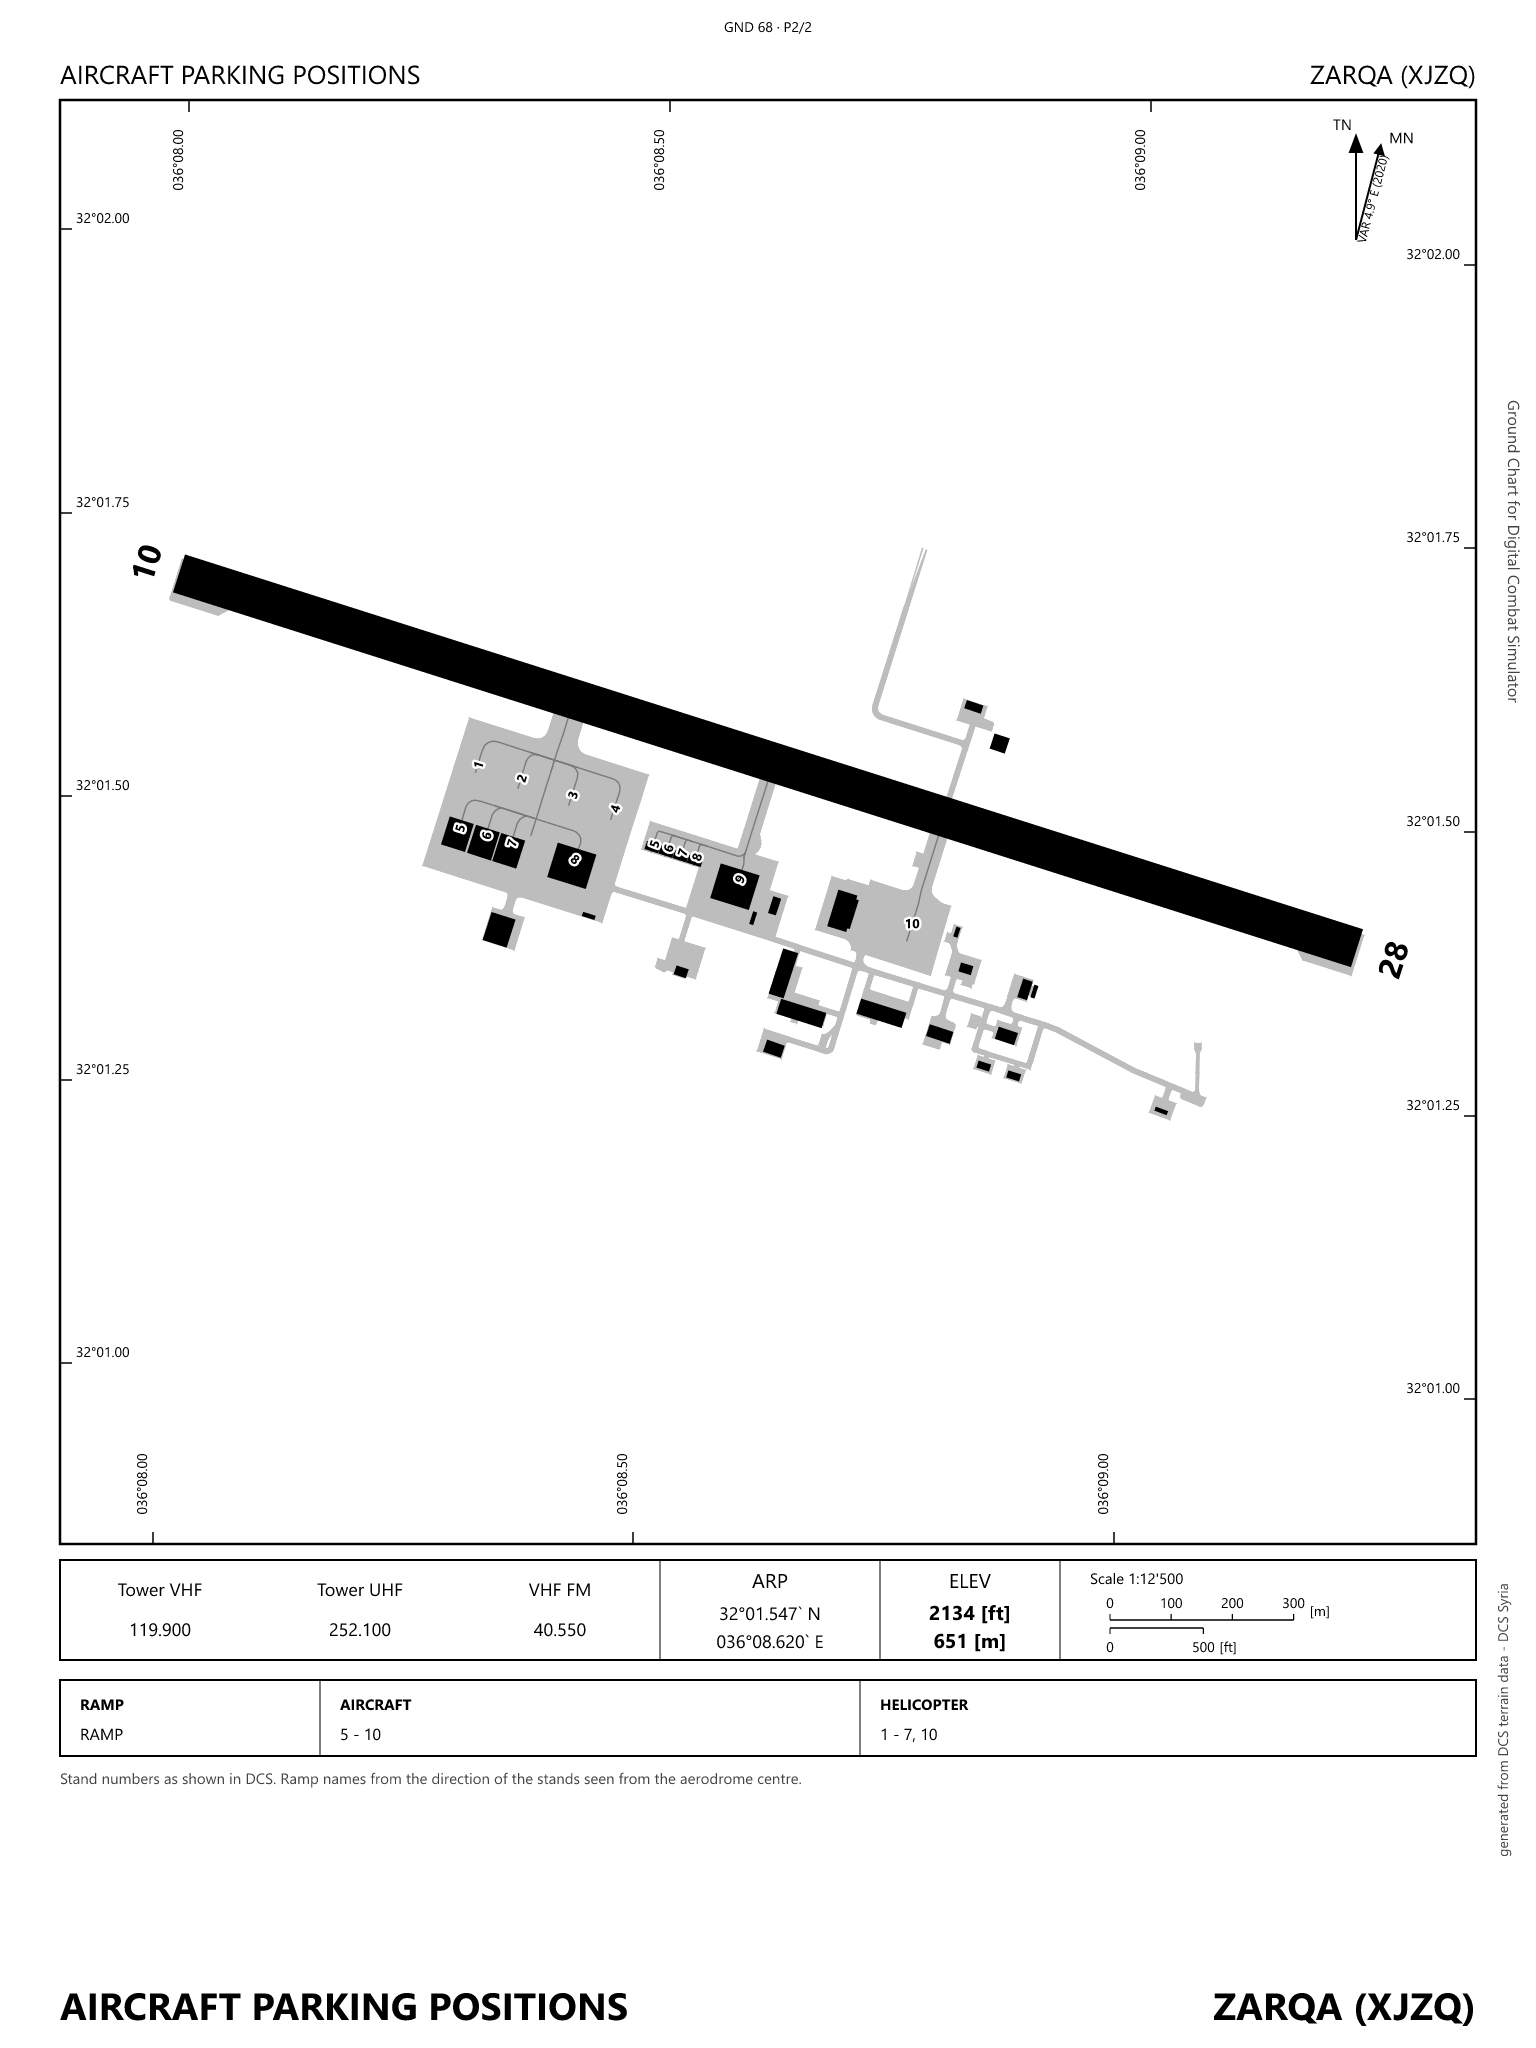 GND 68 · P2/2
AIRCRAFT PARKING POSITIONS
ZARQA (XJZQ)
036°08.00
036°08.50
036°09.00
TN
MN
VAR 4.9° E (2020)
32°02.00
32°02.00
32°01.75
32°01.75
32°01.50
32°01.50
32°01.25
32°01.25
32°01.00
32°01.00
10
28
1
2
3
4
5
6
7
8
5
6
7
8
9
10
036°08.00
036°08.50
036°09.00
Ground Chart for Digital Combat Simulator
Tower VHF
119.900
Tower UHF
252.100
VHF FM
40.550
ARP
32°01.547` N
036°08.620` E
ELEV
2134 [ft]
651 [m]
Scale 1:12'500
0 100 200 300 [m]
0 500 [ft]
RAMP
RAMP
AIRCRAFT
5 - 10
HELICOPTER
1 - 7, 10
Stand numbers as shown in DCS. Ramp names from the direction of the stands seen from the aerodrome centre.
generated from DCS terrain data - DCS Syria
AIRCRAFT PARKING POSITIONS
ZARQA (XJZQ)